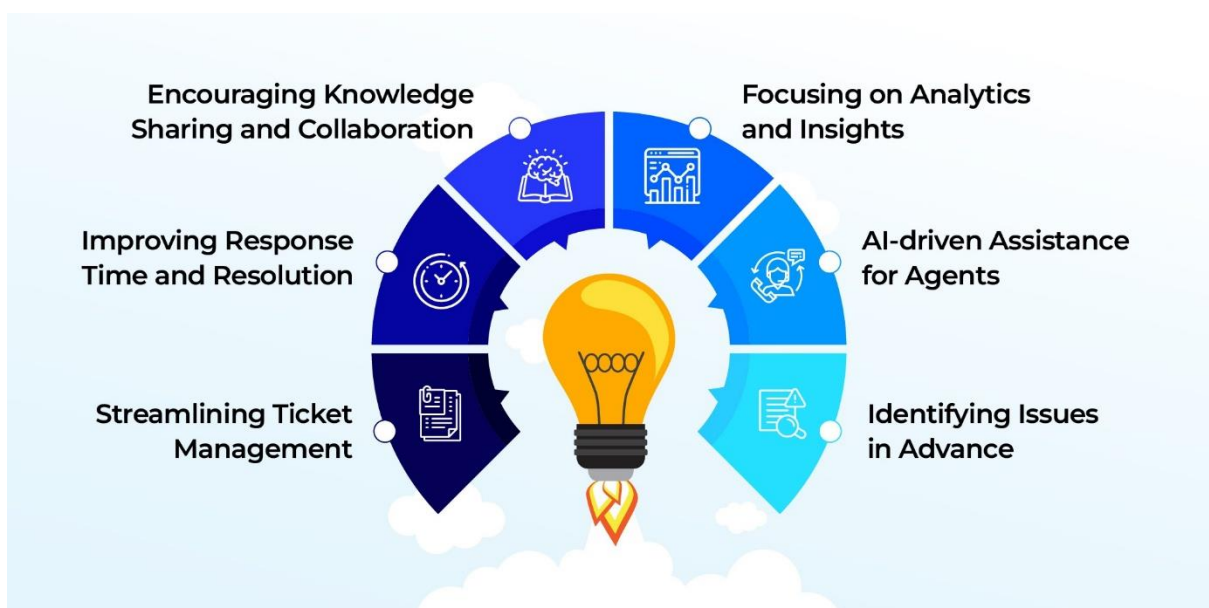 Encouraging Knowledge
Sharing and Collaboration
Focusing on Analytics
and Insights
Improving Response
Time and Resolution
AI-driven Assistance
for Agents
Streamlining Ticket
Management
Identifying Issues
in Advance